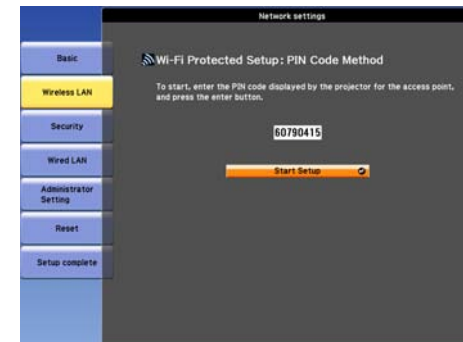 Network settings
Basic
Wireless LAN
Security
Wired LAN
Administrator
Setting
Reset
Setup complete
Wi-Fi Protected Setup: PIN Code Method
To start, enter the PIN code displayed by the projector for the access point,
and press the enter button.
60790415
Start Setup